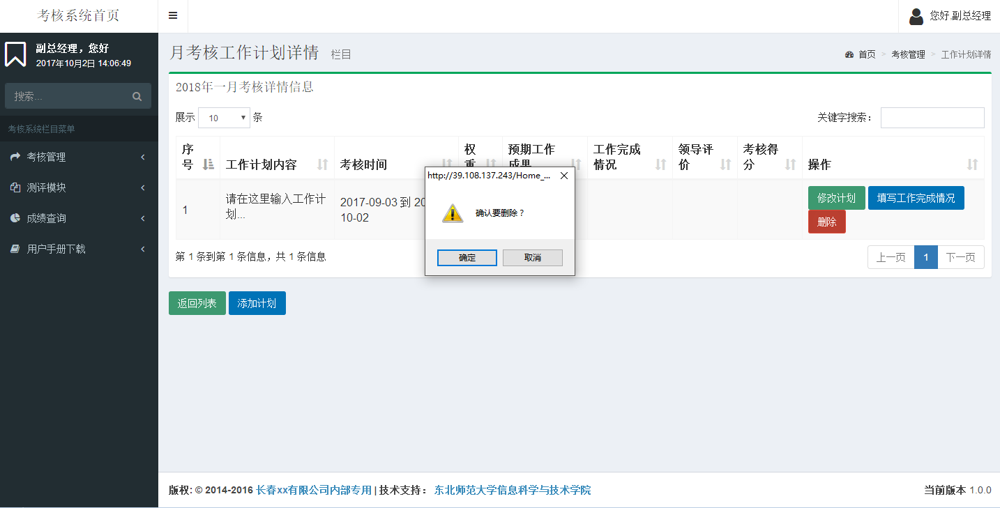 考核系统首页
您好,副总经理
副总经理，您好
2017年10月2日 14:06:49
搜索...
考核系统栏目菜单
考核管理
测评模块
成绩查询
用户手册下载
月考核工作计划详情 栏目
首页 > 考核管理 > 工作计划详情
2018年一月考核详情信息
展示 10 条
关键字搜索：
序号 工作计划内容 考核时间 权重 预期工作成果 工作完成情况 领导评价 考核得分 操作
1 请在这里输入工作计划... 2017-09-03 到 20
10-02
修改计划 填写工作完成情况
删除
http://39.108.137.243/Home_...
确认要删除？
确定 取消
第 1 条到第 1 条信息，共 1 条信息
上一页 1 下一页
返回列表 添加计划
版权: © 2014-2016 长春xx有限公司内部专用 | 技术支持： 东北师范大学信息科学与技术学院
当前版本 1.0.0